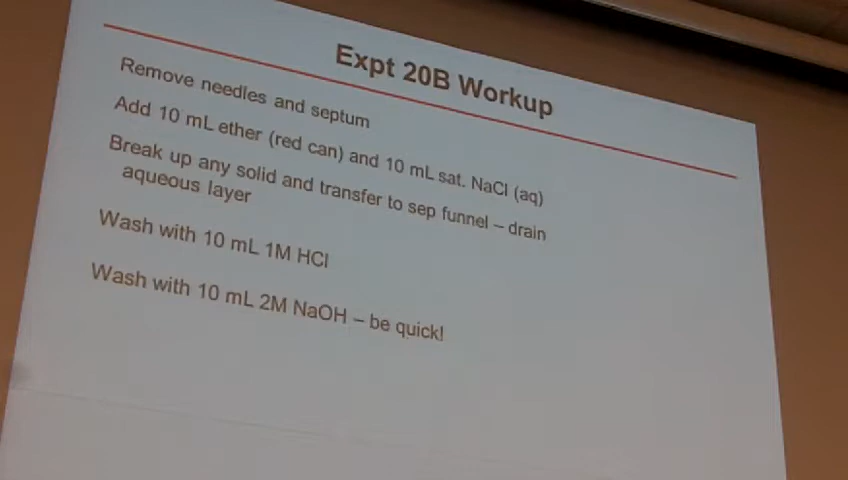 Expt 20B Workup
Remove needles and septum
Add 10 mL ether (red can) and 10 mL sat. NaCl (aq)
Break up any solid and transfer to sep funnel – drain
aqueous layer
Wash with 10 mL 1M HCl
Wash with 10 mL 2M NaOH – be quick!